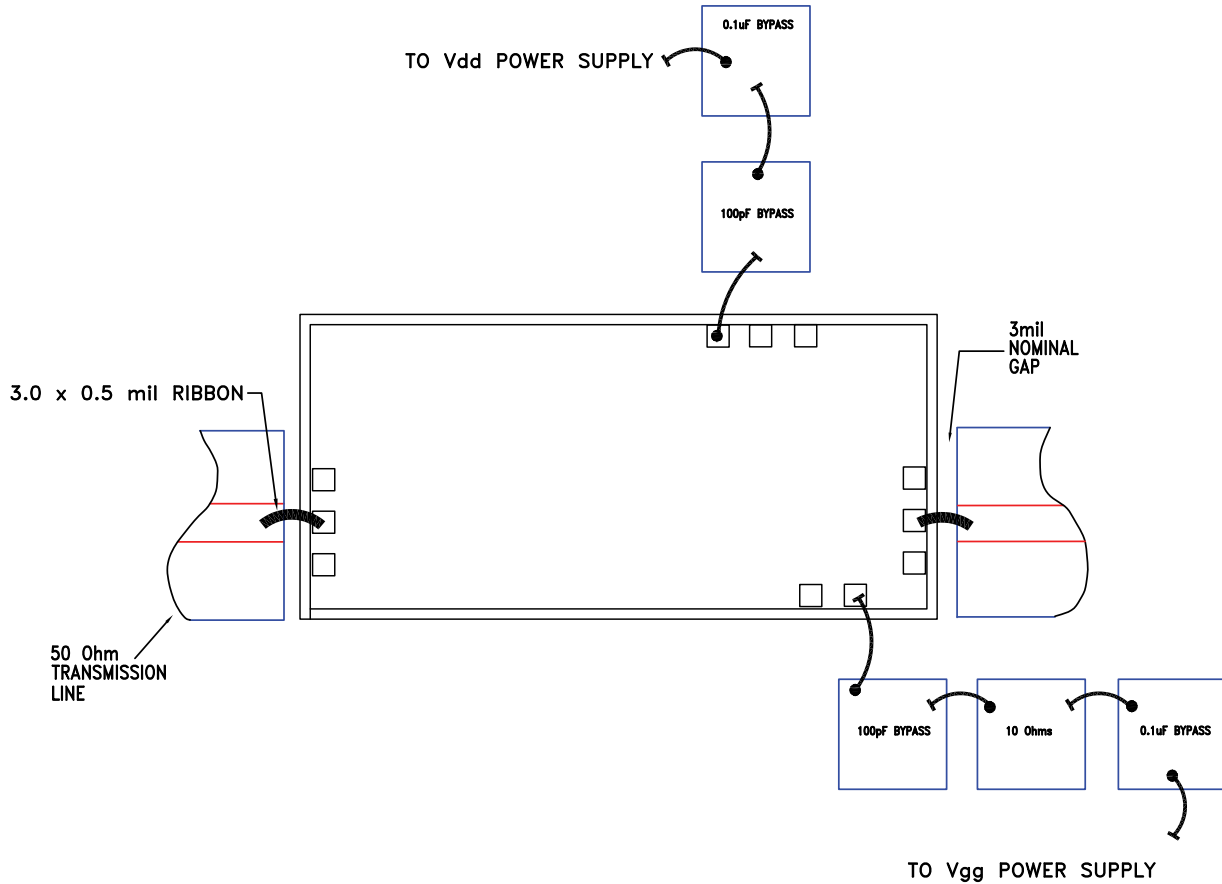 0.1uF BYPASS
TO Vdd POWER SUPPLY
100pF BYPASS
3mil
NOMINAL
GAP
3.0 x 0.5 mil RIBBON
50 Ohm
TRANSMISSION
LINE
100pF BYPASS
10 Ohms
0.1uF BYPASS
TO Vgg POWER SUPPLY